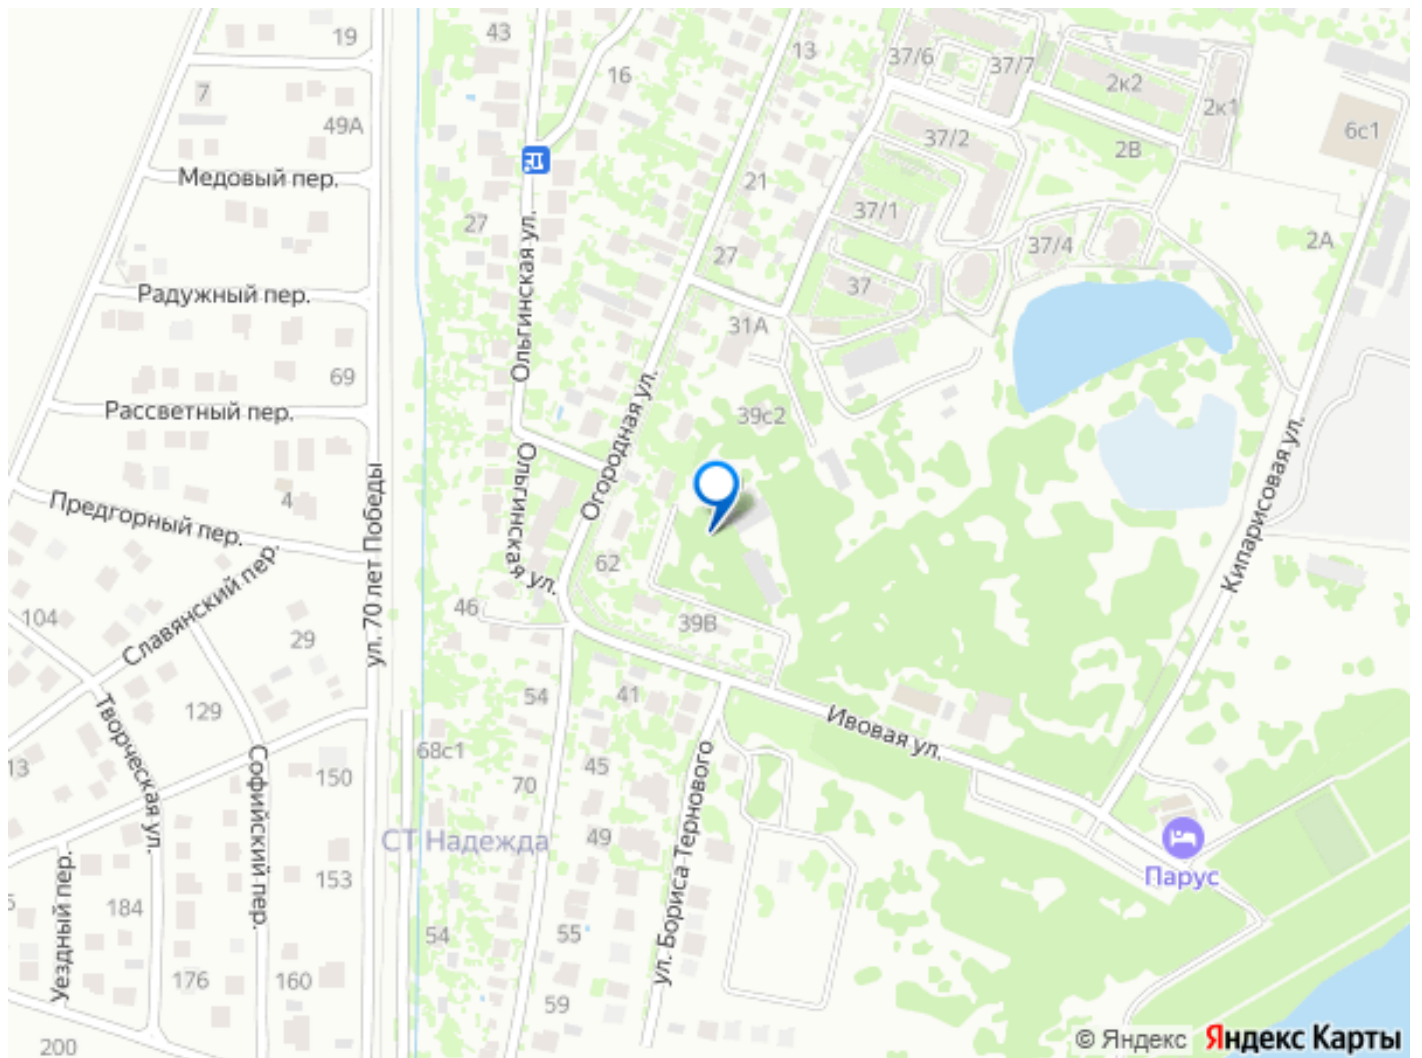 43
19
13
37/6
37/7
16
2к2
7
2к1
49А
6с1
37/2
2В
Медовый пер.
21
37/1
27
37/4
2А
27
Ольгинская ул.
37
Радужный пер.
31А
69
Рассветный пер.
39с2
Огородная ул.
Кипарисовая ул.
Ольгинская ул.
4
Предгорный пер.
ул. 70 лет Победы
62
Славянский пер.
46
104
39В
29
54
41
129
Ивовая ул.
Творческая ул.
68с1
13
150
45
70
Софийский пер.
ул. Бориса Тернового
49
СТ Надежда
Парус
153
5
184
Уездный пер.
54
55
176
160
59
200
© Яндекс Яндекс Карты